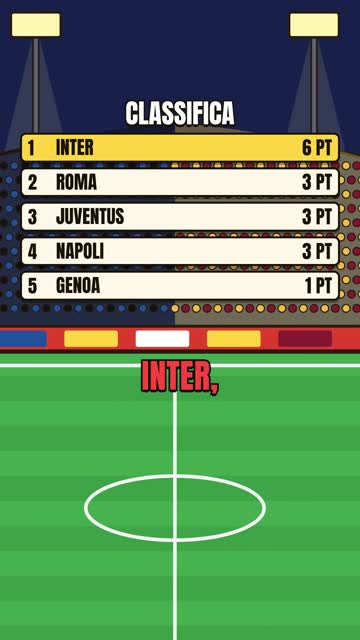 CLASSIFICA
1 INTER 6 PT
2 ROMA 3 PT
3 JUVENTUS 3 PT
4 NAPOLI 3 PT
5 GENOA 1 PT
INTER,